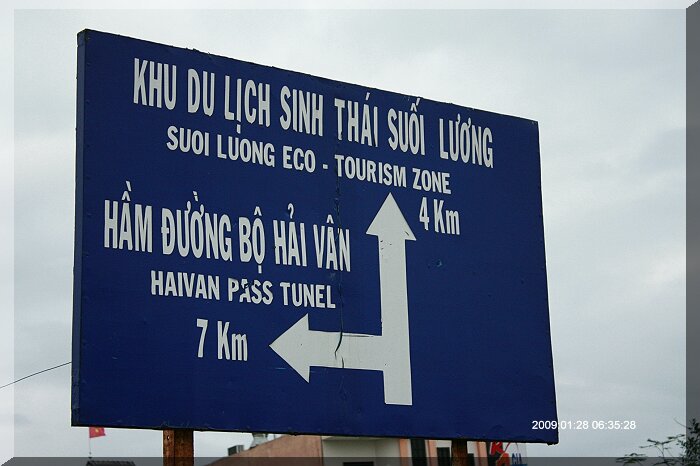 KHU DU LỊCH SINH THÁI SUỐI LƯƠNG
SUOI LUONG ECO - TOURISM ZONE
4 Km
HẦM ĐƯỜNG BỘ HẢI VÂN
HAIVAN PASS TUNEL
7 Km
2009:01:28 06:35:28